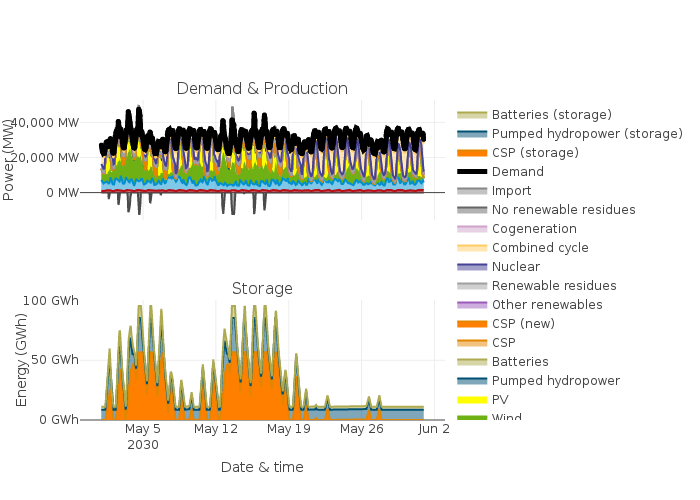 Demand & Production
Power (MW)
40,000 MW
20,000 MW
0 MW
Storage
Energy (GWh)
100 GWh
50 GWh
0 GWh
May 5
2030
May 12
May 19
May 26
Jun 2
Date & time
Batteries (storage)
Pumped hydropower (storage)
CSP (storage)
Demand
Import
No renewable residues
Cogeneration
Combined cycle
Nuclear
Renewable residues
Other renewables
CSP (new)
CSP
Batteries
Pumped hydropower
PV
Wind